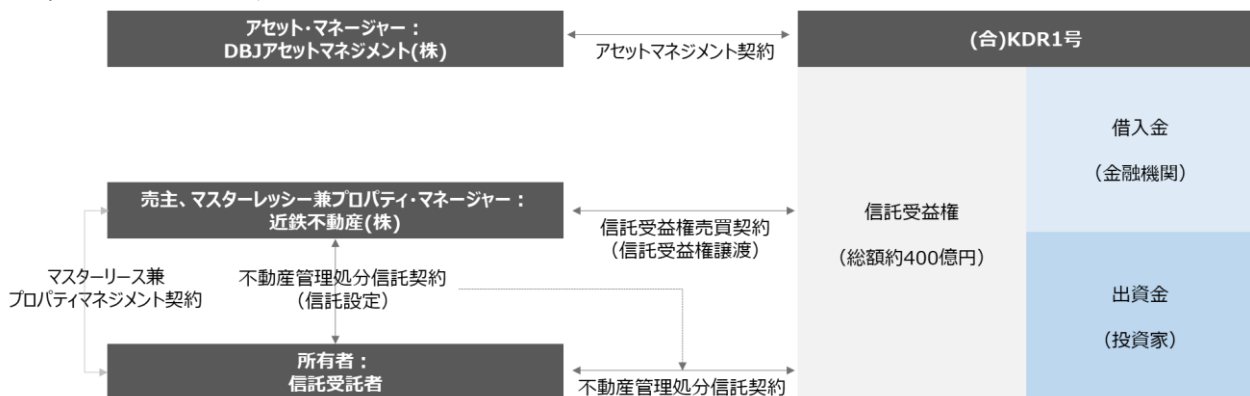 アセット・マネージャー：
DBJアセットマネジメント(株)
アセットマネジメント契約
(合)KDR1号
借入金
（金融機関）
売主、マスターレッシー兼プロパティ・マネージャー：
近鉄不動産(株)
信託受益権売買契約
（信託受益権譲渡）
信託受益権
（総額約400億円）
マスターリース兼
プロパティマネジメント契約
不動産管理処分信託契約
（信託設定）
出資金
（投資家）
所有者：
信託受託者
不動産管理処分信託契約